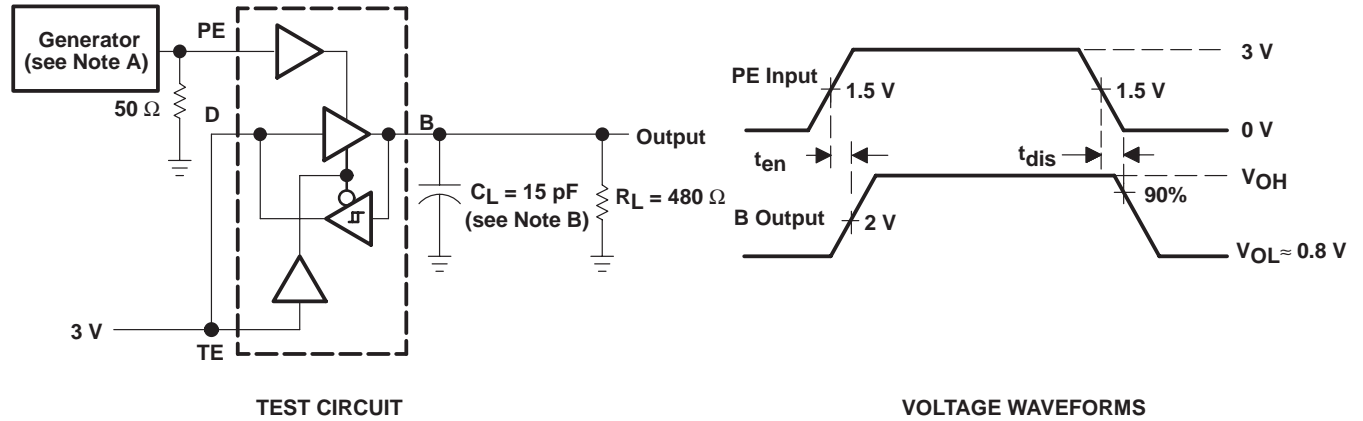 Generator
(see Note A)
PE
50 Ω
D
B
Output
C_L = 15 pF
(see Note B)
R_L = 480 Ω
3 V
TE
TEST CIRCUIT
PE Input
3 V
1.5 V
1.5 V
0 V
t_en
t_dis
V_OH
90%
B Output
2 V
V_OL ≈ 0.8 V
VOLTAGE WAVEFORMS